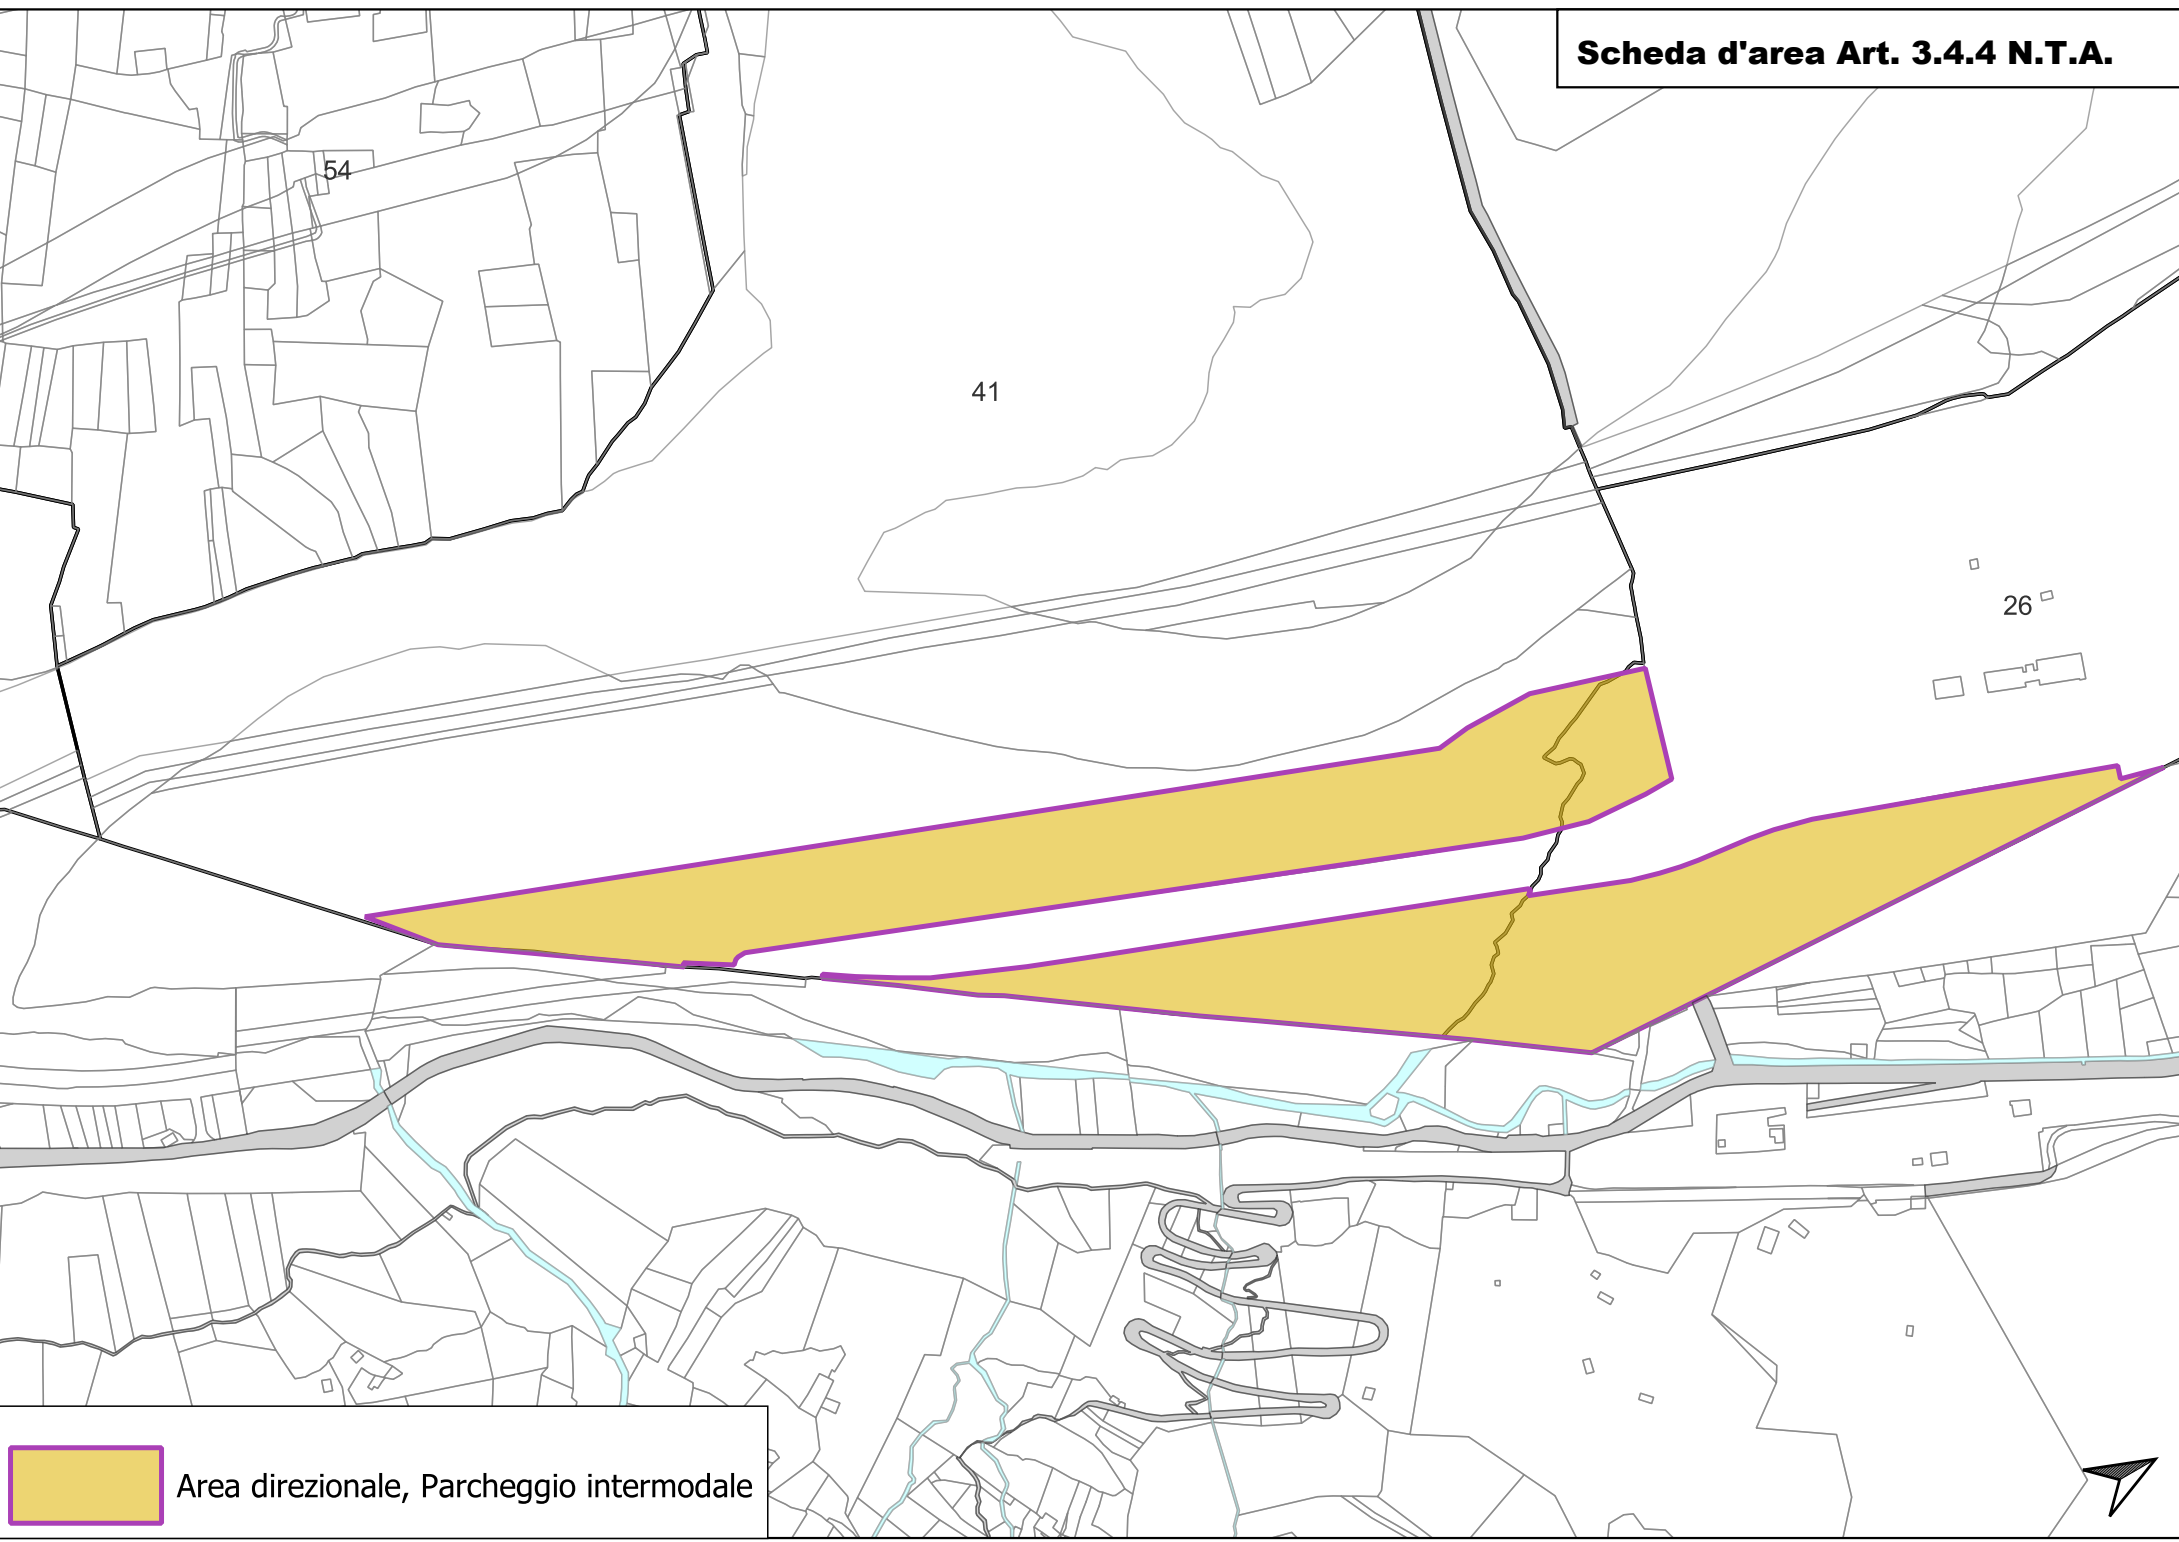 Scheda d'area Art. 3.4.4 N.T.A.
54
41
26
Area direzionale, Parcheggio intermodale